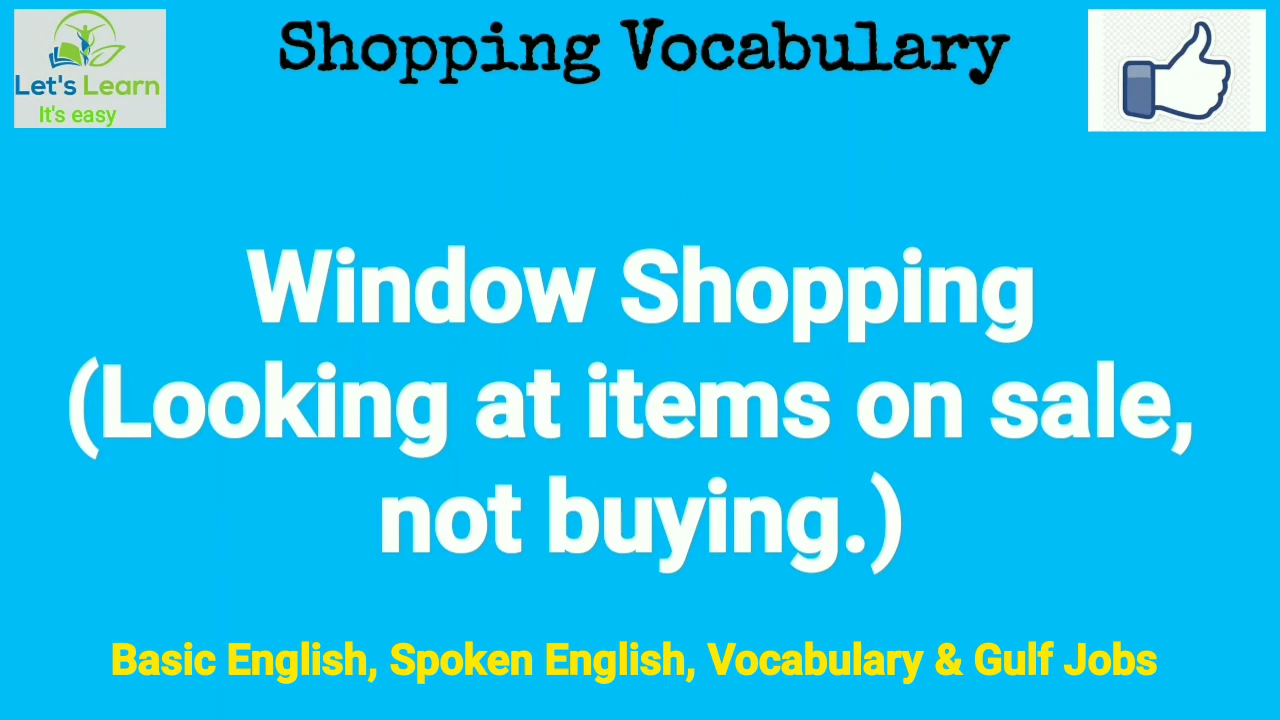 Let's Learn
It's easy
Shopping Vocabulary
Window Shopping
(Looking at items on sale,
not buying.)
Basic English, Spoken English, Vocabulary & Gulf Jobs